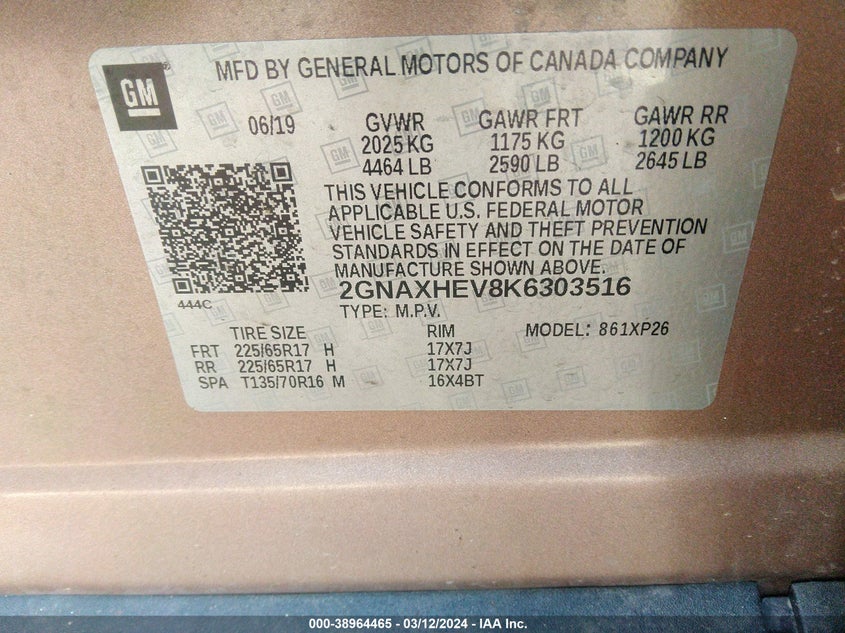 GM ®
MFD BY GENERAL MOTORS OF CANADA COMPANY
06/19 GVWR GAWR FRT GAWR RR
2025 KG 1175 KG 1200 KG
4464 LB 2590 LB 2645 LB
THIS VEHICLE CONFORMS TO ALL
APPLICABLE U.S. FEDERAL MOTOR
VEHICLE SAFETY AND THEFT PREVENTION
STANDARDS IN EFFECT ON THE DATE OF
MANUFACTURE SHOWN ABOVE.
444C
2GNAXHEV8K6303516
TYPE: M.P.V.
TIRE SIZE RIM MODEL: 861XP26
FRT 225/65R17 H 17X7J
RR 225/65R17 H 17X7J
SPA T135/70R16 M 16X4BT
000-38964465 - 03/12/2024 - IAA Inc.